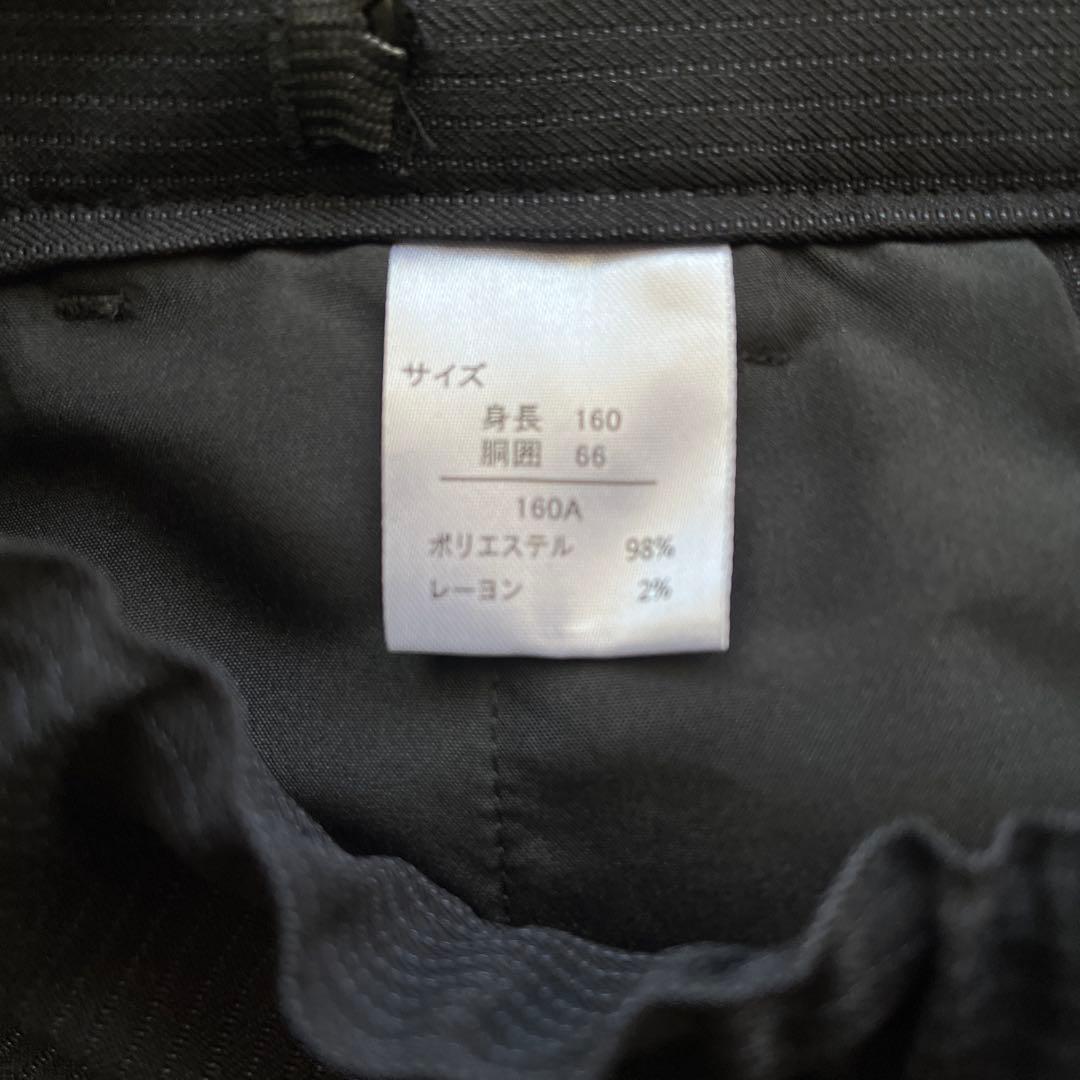 サイズ
身長 160
胴囲 66
160A
ポリエステル 98%
レーヨン 2%